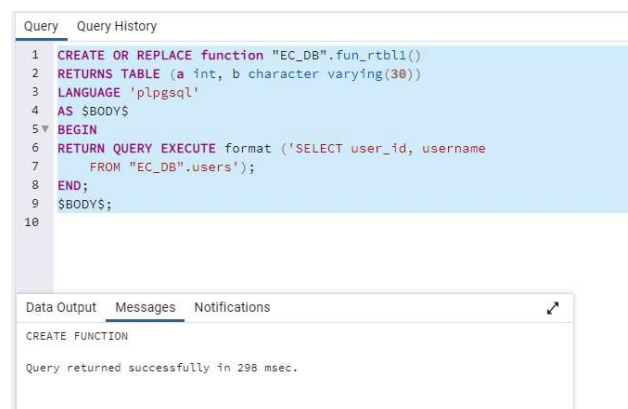 Query Query History
1 CREATE OR REPLACE function "EC_DB".fun_rtbl1()
2 RETURNS TABLE (a int, b character varying(30))
3 LANGUAGE 'plpgsql'
4 AS $BODY$
5 BEGIN
6 RETURN QUERY EXECUTE format ('SELECT user_id, username
7 FROM "EC_DB".users');
8 END;
9 $BODY$;
10
Data Output Messages Notifications
CREATE FUNCTION
Query returned successfully in 298 msec.